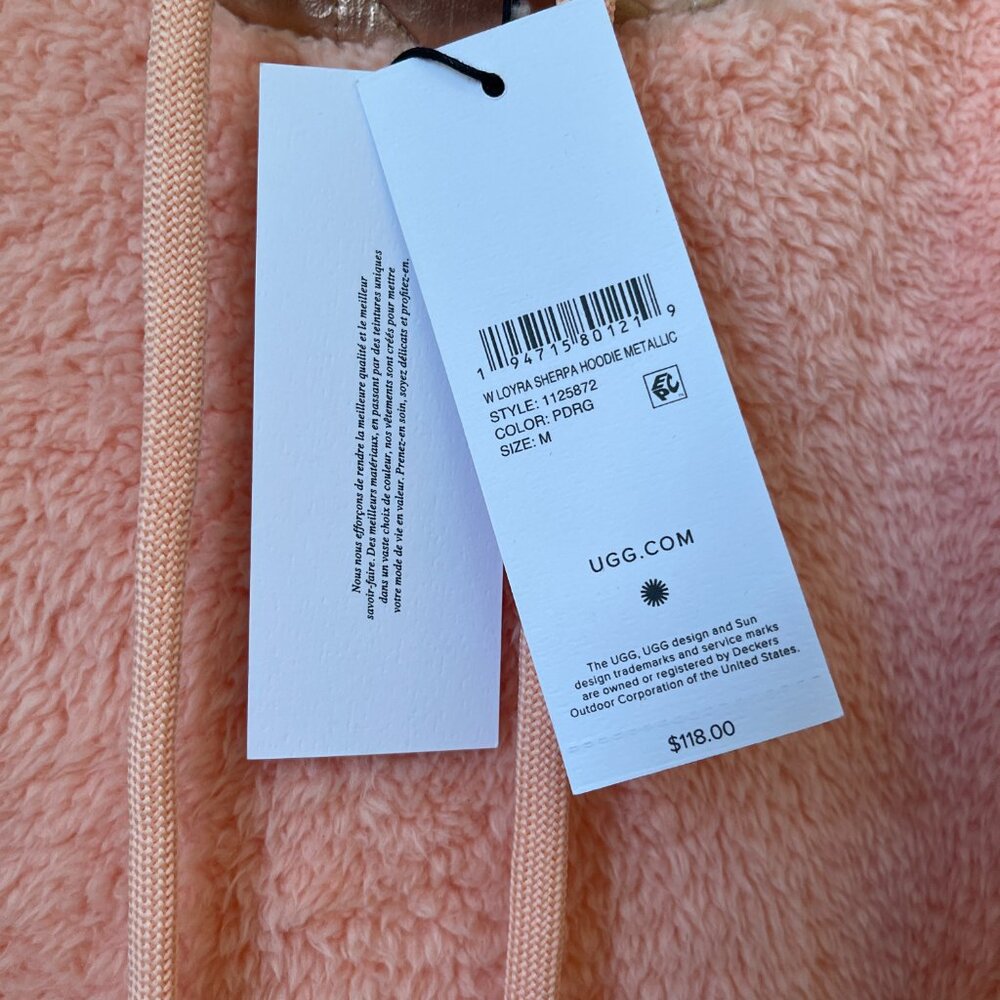 Nous nous efforçons de rendre la meilleure qualité et le meilleur
savoir-faire. Des meilleurs matériaux, en passant par des teintures uniques
dans un vaste choix de couleur, nos vêtements sont créés pour mettre
votre mode de vie en valeur. Prenez-en soin, soyez délicats et profitez-en.
1 94715 80121 9
W LOYRA SHERPA HOODIE METALLIC
STYLE: 1125872
COLOR: PDRG
SIZE: M
EPC
UGG.COM
The UGG, UGG design and Sun
design trademarks and service marks
are owned or registered by Deckers
Outdoor Corporation of the United States.
$118.00